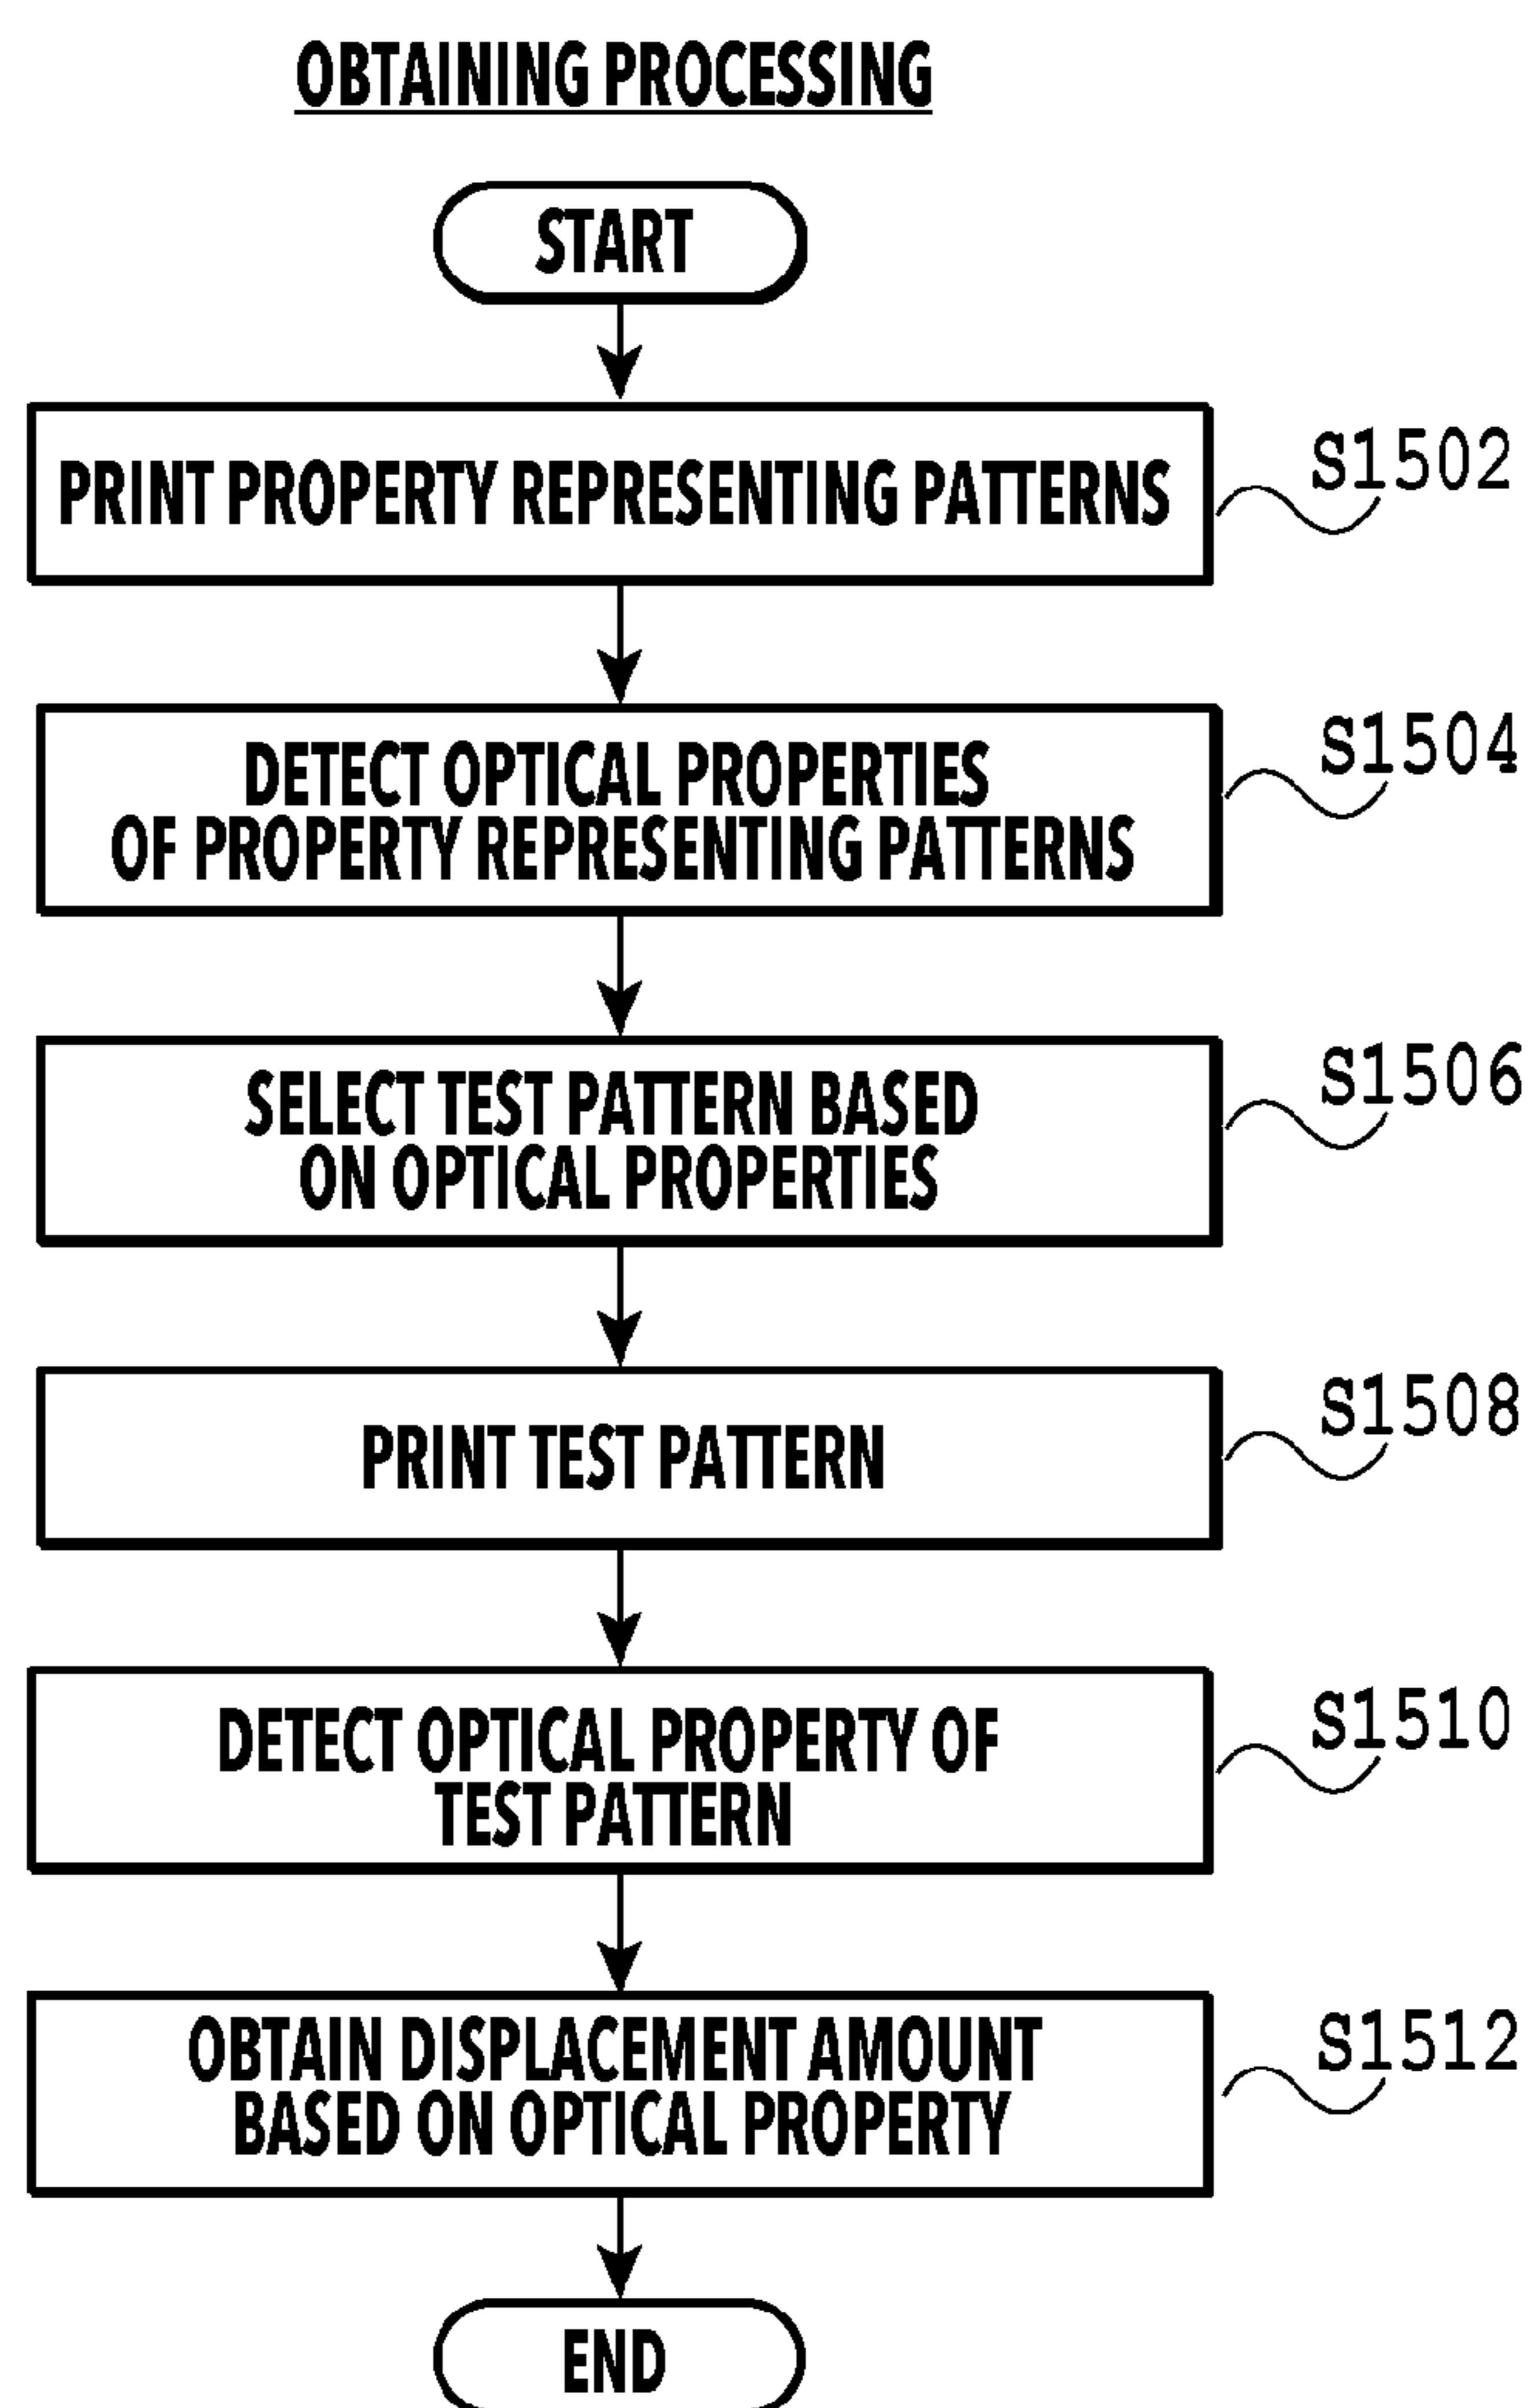 OBTAINING PROCESSING
START
PRINT PROPERTY REPRESENTING PATTERNS
S1502
DETECT OPTICAL PROPERTIES
OF PROPERTY REPRESENTING PATTERNS
S1504
SELECT TEST PATTERN BASED
ON OPTICAL PROPERTIES
S1506
PRINT TEST PATTERN
S1508
DETECT OPTICAL PROPERTY OF
TEST PATTERN
S1510
OBTAIN DISPLACEMENT AMOUNT
BASED ON OPTICAL PROPERTY
S1512
END